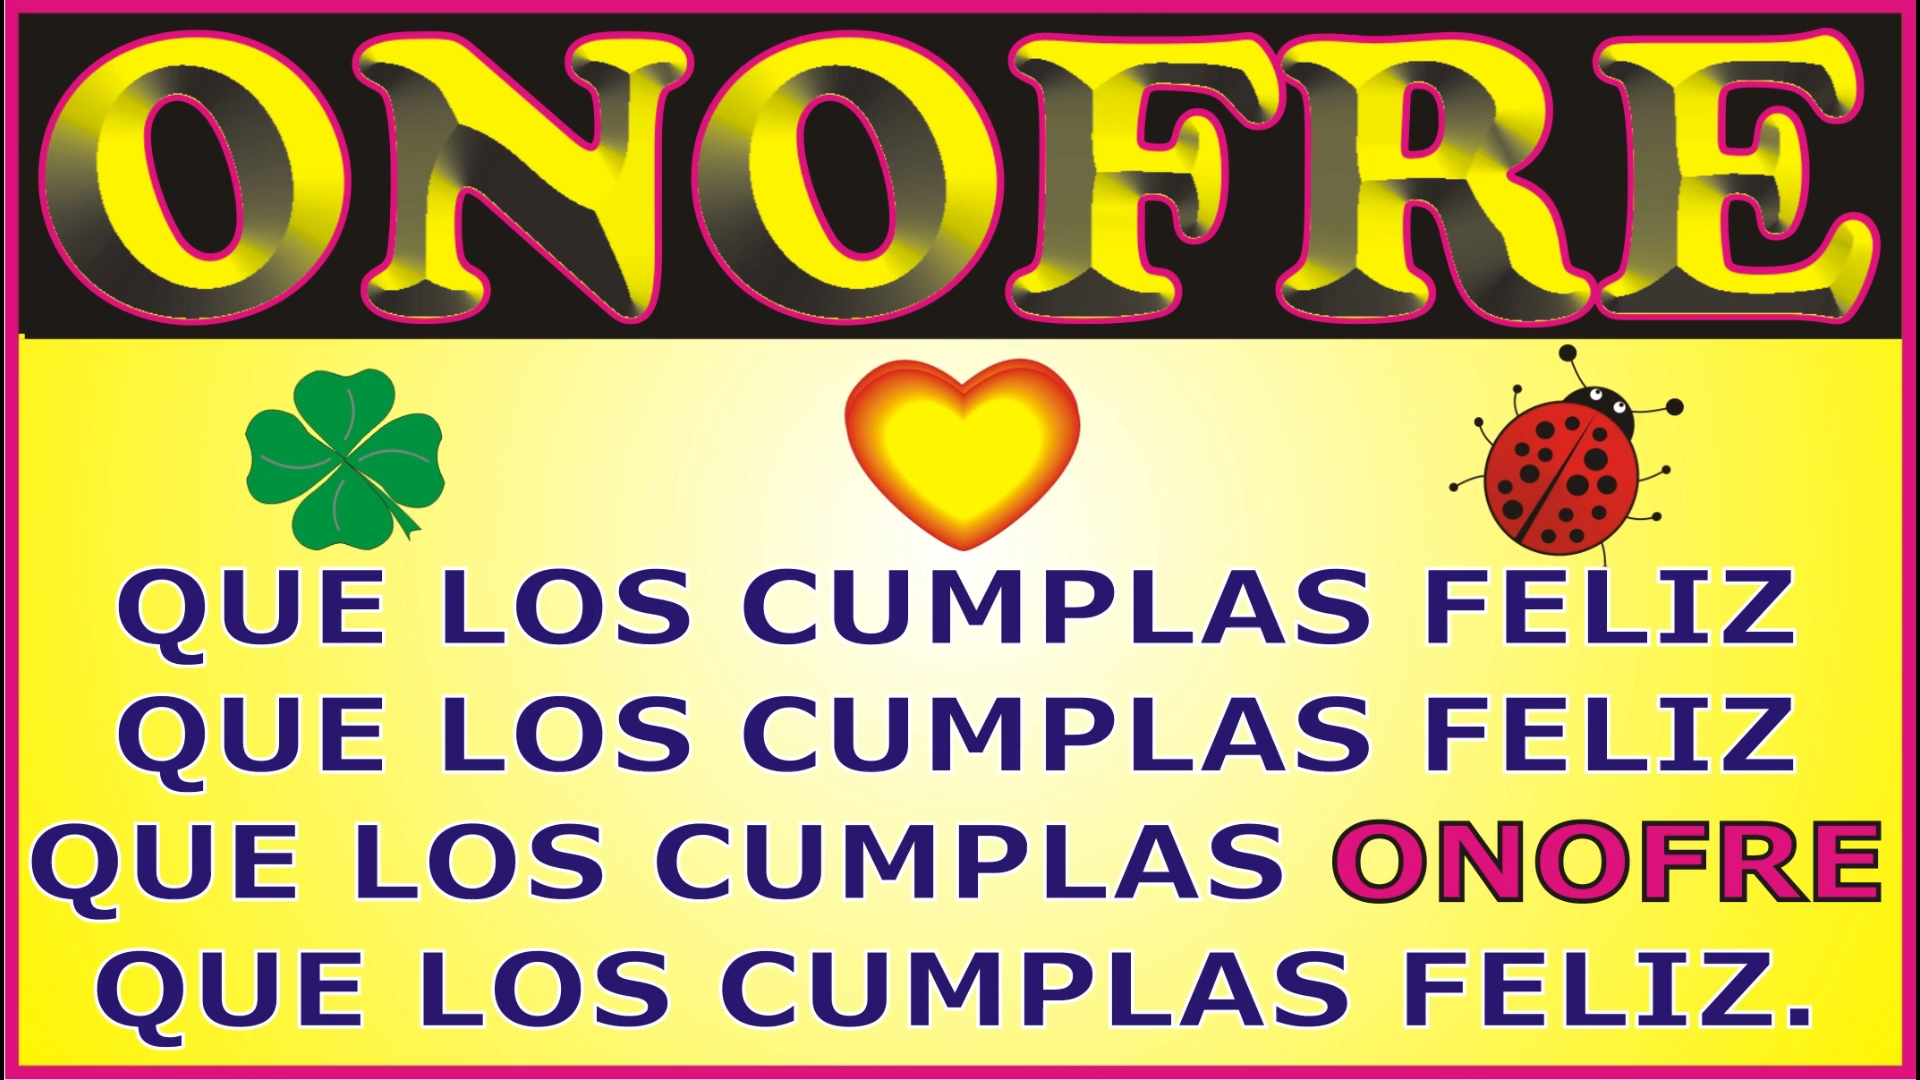 ONOFRE
QUE LOS CUMPLAS FELIZ
QUE LOS CUMPLAS FELIZ
QUE LOS CUMPLAS ONOFRE
QUE LOS CUMPLAS FELIZ.